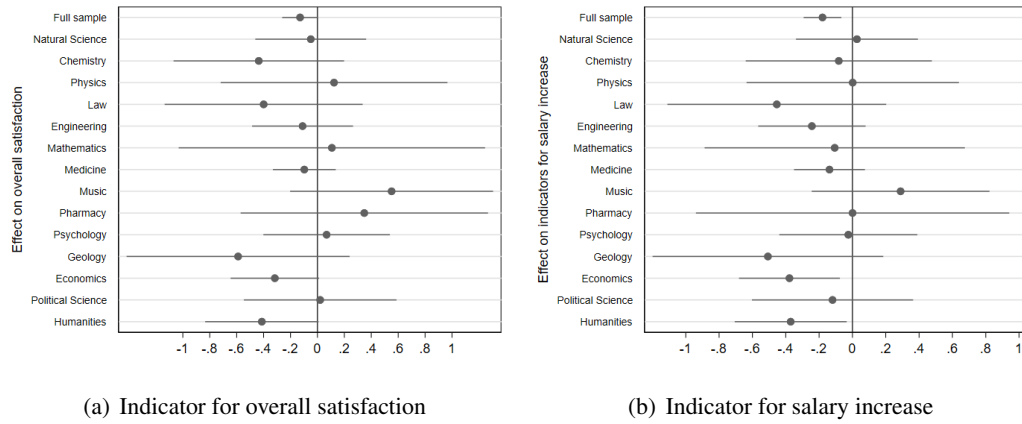 Effect on overall satisfaction
Full sample
Natural Science
Chemistry
Physics
Law
Engineering
Mathematics
Medicine
Music
Pharmacy
Psychology
Geology
Economics
Political Science
Humanities
-1 -.8 -.6 -.4 -.2 0 .2 .4 .6 .8 1
(a) Indicator for overall satisfaction
Effect on indicators for salary increase
Full sample
Natural Science
Chemistry
Physics
Law
Engineering
Mathematics
Medicine
Music
Pharmacy
Psychology
Geology
Economics
Political Science
Humanities
-1 -.8 -.6 -.4 -.2 0 .2 .4 .6 .8 1
(b) Indicator for salary increase